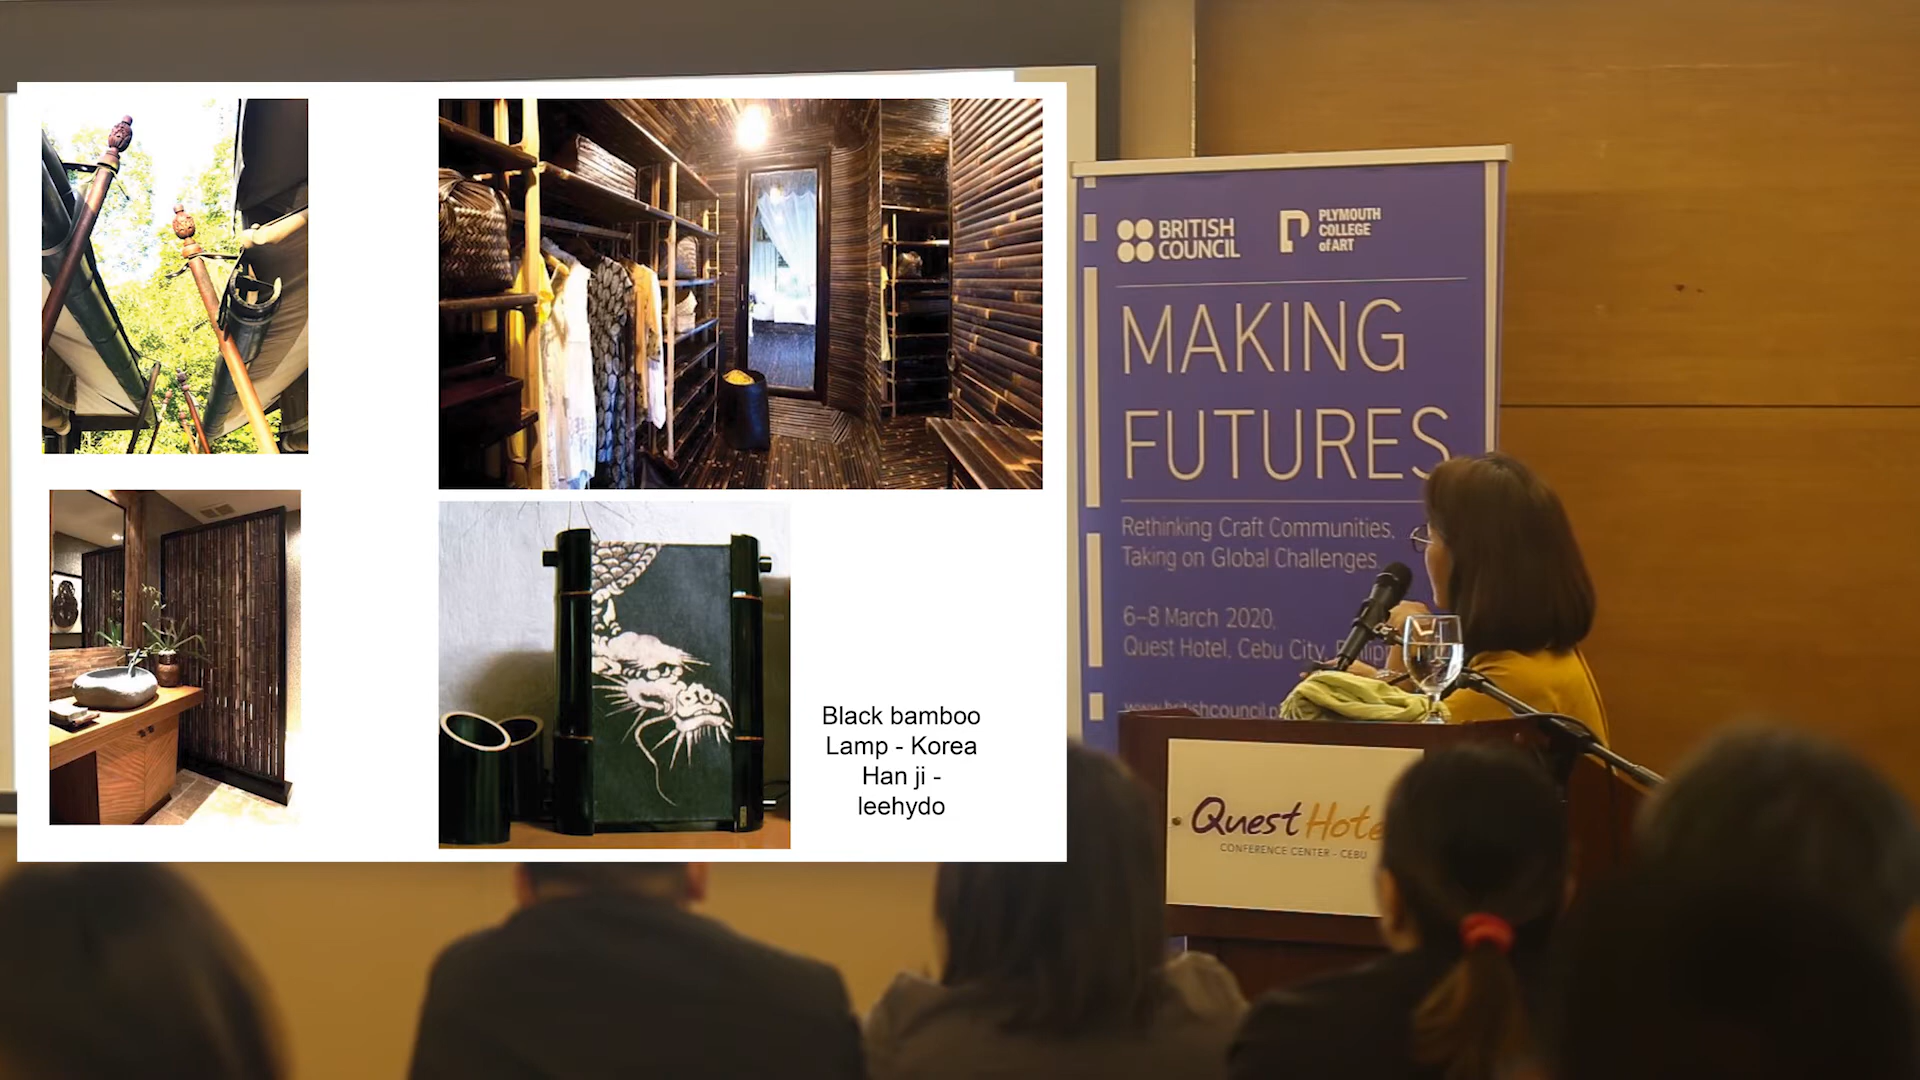 Black bamboo
Lamp - Korea
Han ji -
leehydo
BRITISH
COUNCIL
PLYMOUTH
COLLEGE
of ART
MAKING
FUTURES
Rethinking Craft Communities,
Taking on Global Challenges
6–8 March 2020,
Quest Hotel, Cebu City,
Quest Hote
CONFERENCE CENTER - CEBU